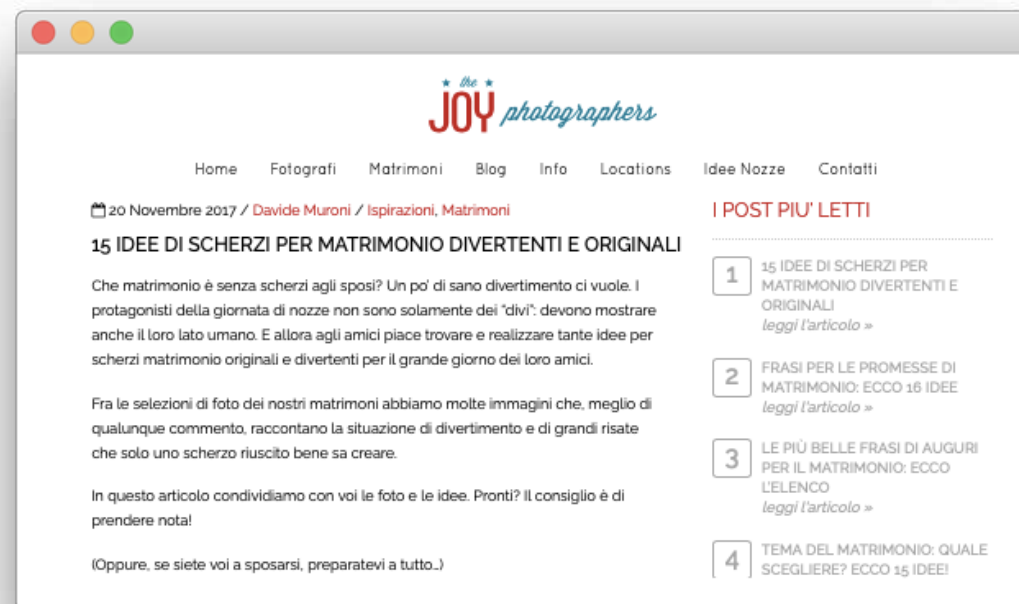 the
JOY photographers
Home Fotografi Matrimoni Blog Info Locations Idee Nozze Contatti
20 Novembre 2017 / Davide Muroni / Ispirazioni, Matrimoni
15 IDEE DI SCHERZI PER MATRIMONIO DIVERTENTI E ORIGINALI
Che matrimonio è senza scherzi agli sposi? Un po' di sano divertimento ci vuole. I
protagonisti della giornata di nozze non sono solamente dei “divi”: devono mostrare
anche il loro lato umano. E allora agli amici piace trovare e realizzare tante idee per
scherzi matrimonio originali e divertenti per il grande giorno dei loro amici.
Fra le selezioni di foto dei nostri matrimoni abbiamo molte immagini che, meglio di
qualunque commento, raccontano la situazione di divertimento e di grandi risate
che solo uno scherzo riuscito bene sa creare.
In questo articolo condividiamo con voi le foto e le idee. Pronti? Il consiglio è di
prendere nota!
(Oppure, se siete voi a sposarsi, preparatevi a tutto…)
I POST PIU' LETTI
1 15 IDEE DI SCHERZI PER
MATRIMONIO DIVERTENTI E
ORIGINALI
leggi l'articolo »
2 FRASI PER LE PROMESSE DI
MATRIMONIO: ECCO 16 IDEE
leggi l'articolo »
3 LE PIÙ BELLE FRASI DI AUGURI
PER IL MATRIMONIO: ECCO
L'ELENCO
leggi l'articolo »
4 TEMA DEL MATRIMONIO: QUALE
SCEGLIERE? ECCO 15 IDEE!